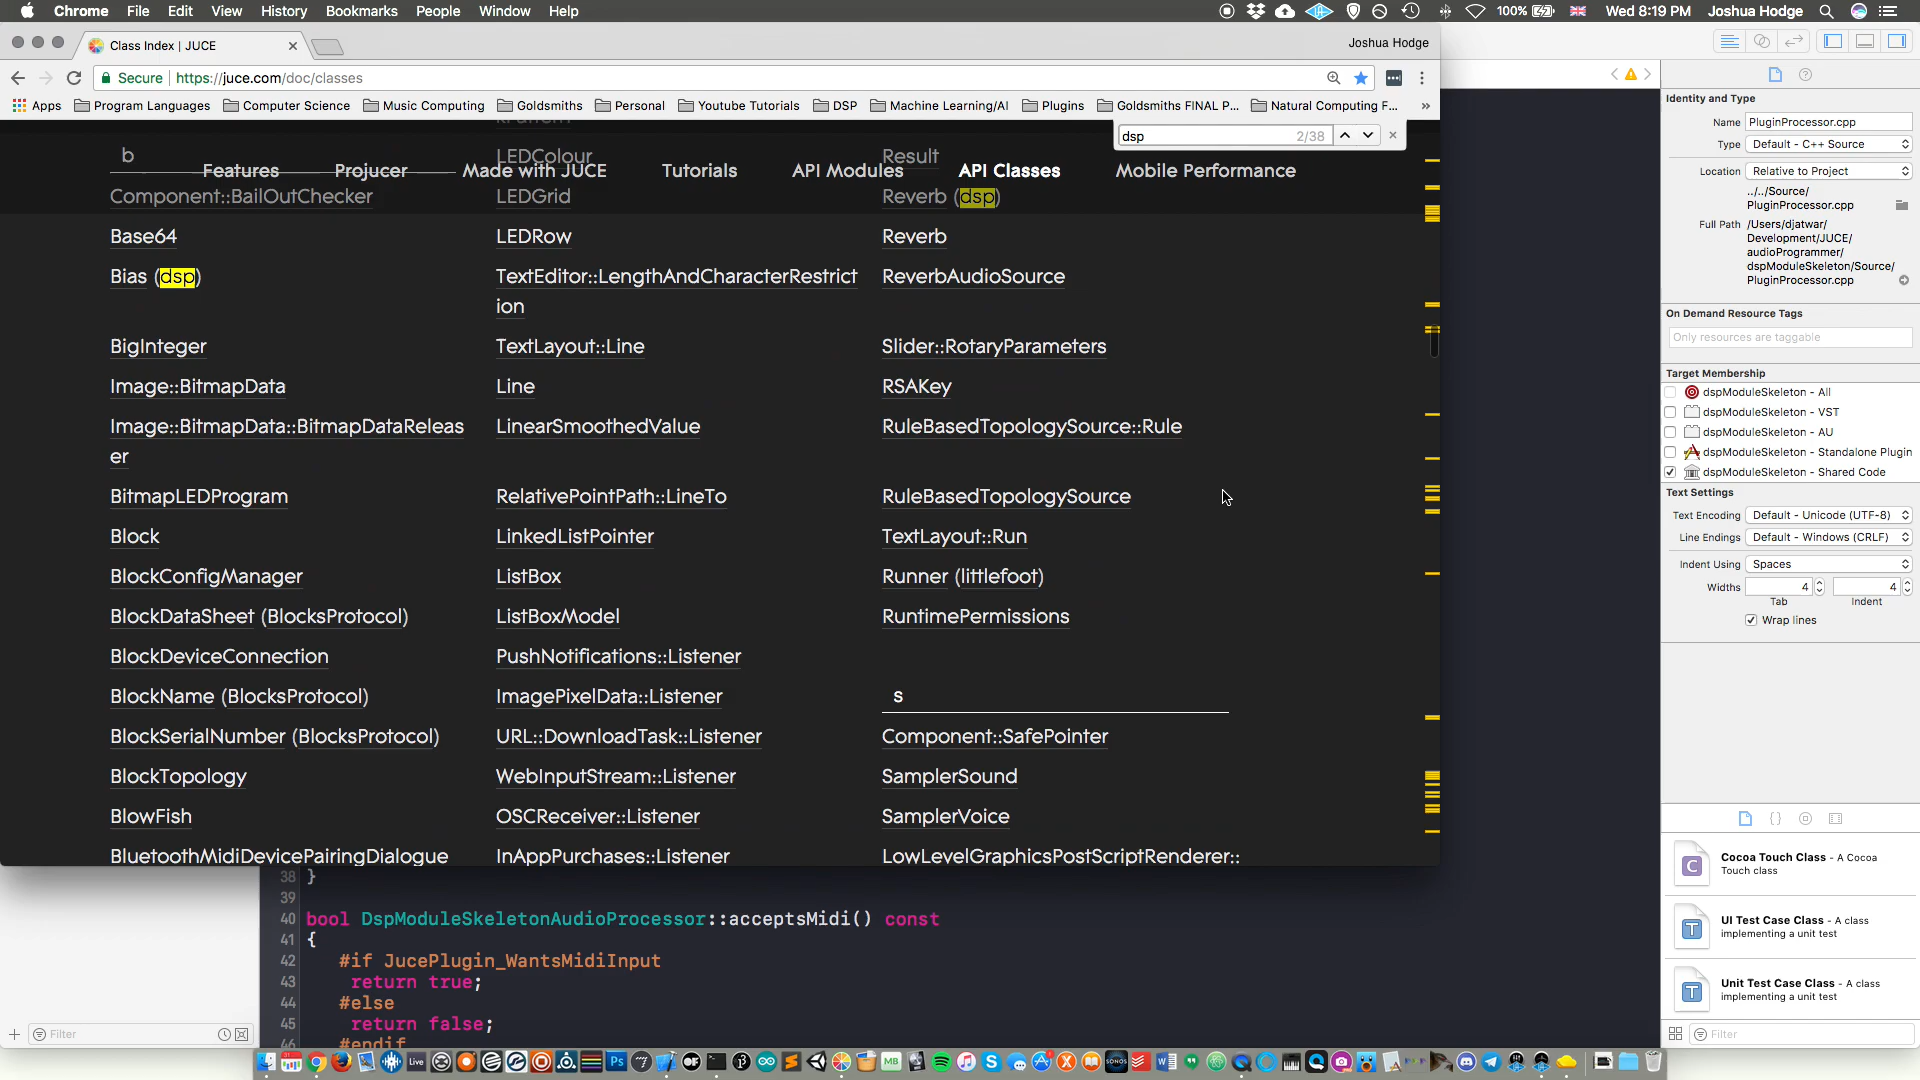 Chrome File Edit View History Bookmarks People Window Help
100% Wed 8:19 PM Joshua Hodge
Class Index | JUCE
Joshua Hodge
Secure https://juce.com/doc/classes
Apps Program Languages Computer Science Music Computing Goldsmiths Personal Youtube Tutorials DSP Machine Learning/AI Plugins Goldsmiths FINAL P... Natural Computing F... »
dsp 2/38
Features Projucer Made with JUCE Tutorials API Modules API Classes Mobile Performance
b
Component::BailOutChecker
Base64
Bias (dsp)
BigInteger
Image::BitmapData
Image::BitmapData::BitmapDataReleas
er
BitmapLEDProgram
Block
BlockConfigManager
BlockDataSheet (BlocksProtocol)
BlockDeviceConnection
BlockName (BlocksProtocol)
BlockSerialNumber (BlocksProtocol)
BlockTopology
BlowFish
BluetoothMidiDevicePairingDialogue
LEDColour
LEDGrid
LEDRow
TextEditor::LengthAndCharacterRestrict
ion
TextLayout::Line
Line
LinearSmoothedValue
RelativePointPath::LineTo
LinkedListPointer
ListBox
ListBoxModel
PushNotifications::Listener
ImagePixelData::Listener
URL::DownloadTask::Listener
WebInputStream::Listener
OSCReceiver::Listener
InAppPurchases::Listener
Result
Reverb (dsp)
Reverb
ReverbAudioSource
Slider::RotaryParameters
RSAKey
RuleBasedTopologySource::Rule
RuleBasedTopologySource
TextLayout::Run
Runner (littlefoot)
RuntimePermissions
s
Component::SafePointer
SamplerSound
SamplerVoice
LowLevelGraphicsPostScriptRenderer::
38 }
39
40 bool DspModuleSkeletonAudioProcessor::acceptsMidi() const
41 {
42 #if JucePlugin_WantsMidiInput
43 return true;
44 #else
45 return false;
46 #endif
Filter
Identity and Type
Name PluginProcessor.cpp
Type Default - C++ Source
Location Relative to Project
../../Source/
PluginProcessor.cpp
Full Path /Users/djatwar/
Development/JUCE/
audioProgrammer/
dspModuleSkeleton/Source/
PluginProcessor.cpp
On Demand Resource Tags
Only resources are taggable
Target Membership
dspModuleSkeleton - All
dspModuleSkeleton - VST
dspModuleSkeleton - AU
dspModuleSkeleton - Standalone Plugin
dspModuleSkeleton - Shared Code
Text Settings
Text Encoding Default - Unicode (UTF-8)
Line Endings Default - Windows (CRLF)
Indent Using Spaces
Widths 4 4
Tab Indent
Wrap lines
Cocoa Touch Class - A Cocoa
Touch class
UI Test Case Class - A class
implementing a unit test
Unit Test Case Class - A class
implementing a unit test
Filter